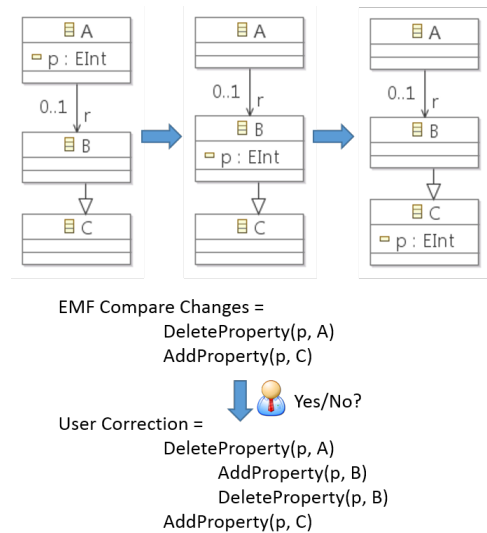 A
p : EInt
0..1
r
B
C
A
0..1
r
B
p : EInt
C
A
0..1
r
B
C
p : EInt
EMF Compare Changes =
DeleteProperty(p, A)
AddProperty(p, C)
Yes/No?
User Correction =
DeleteProperty(p, A)
AddProperty(p, B)
DeleteProperty(p, B)
AddProperty(p, C)